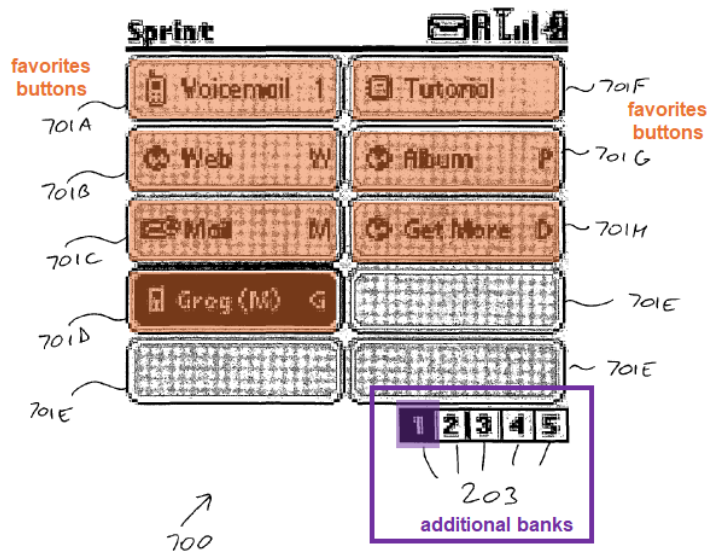 Sprint
favorites
buttons
Voicemail 1
Tutorial
701F
701A
favorites
buttons
Web W
Album P
701G
701B
Mail M
Get More D
701H
701C
Greg (M) G
701E
701D
701E
701E
1 2 3 4 5
203
additional banks
700